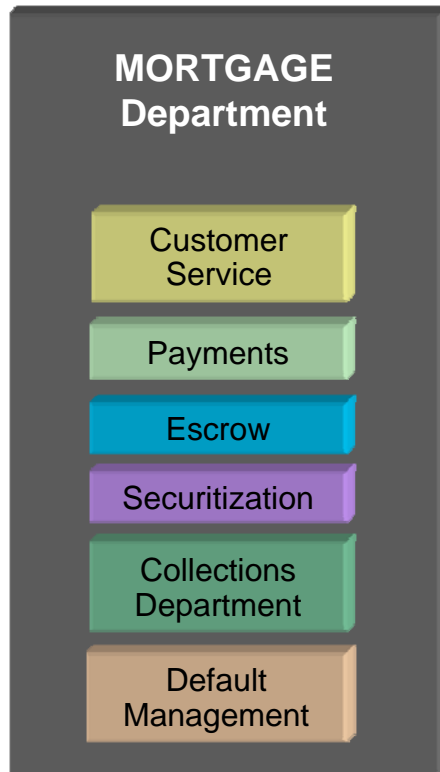 MORTGAGE
Department
Customer
Service
Payments
Escrow
Securitization
Collections
Department
Default
Management